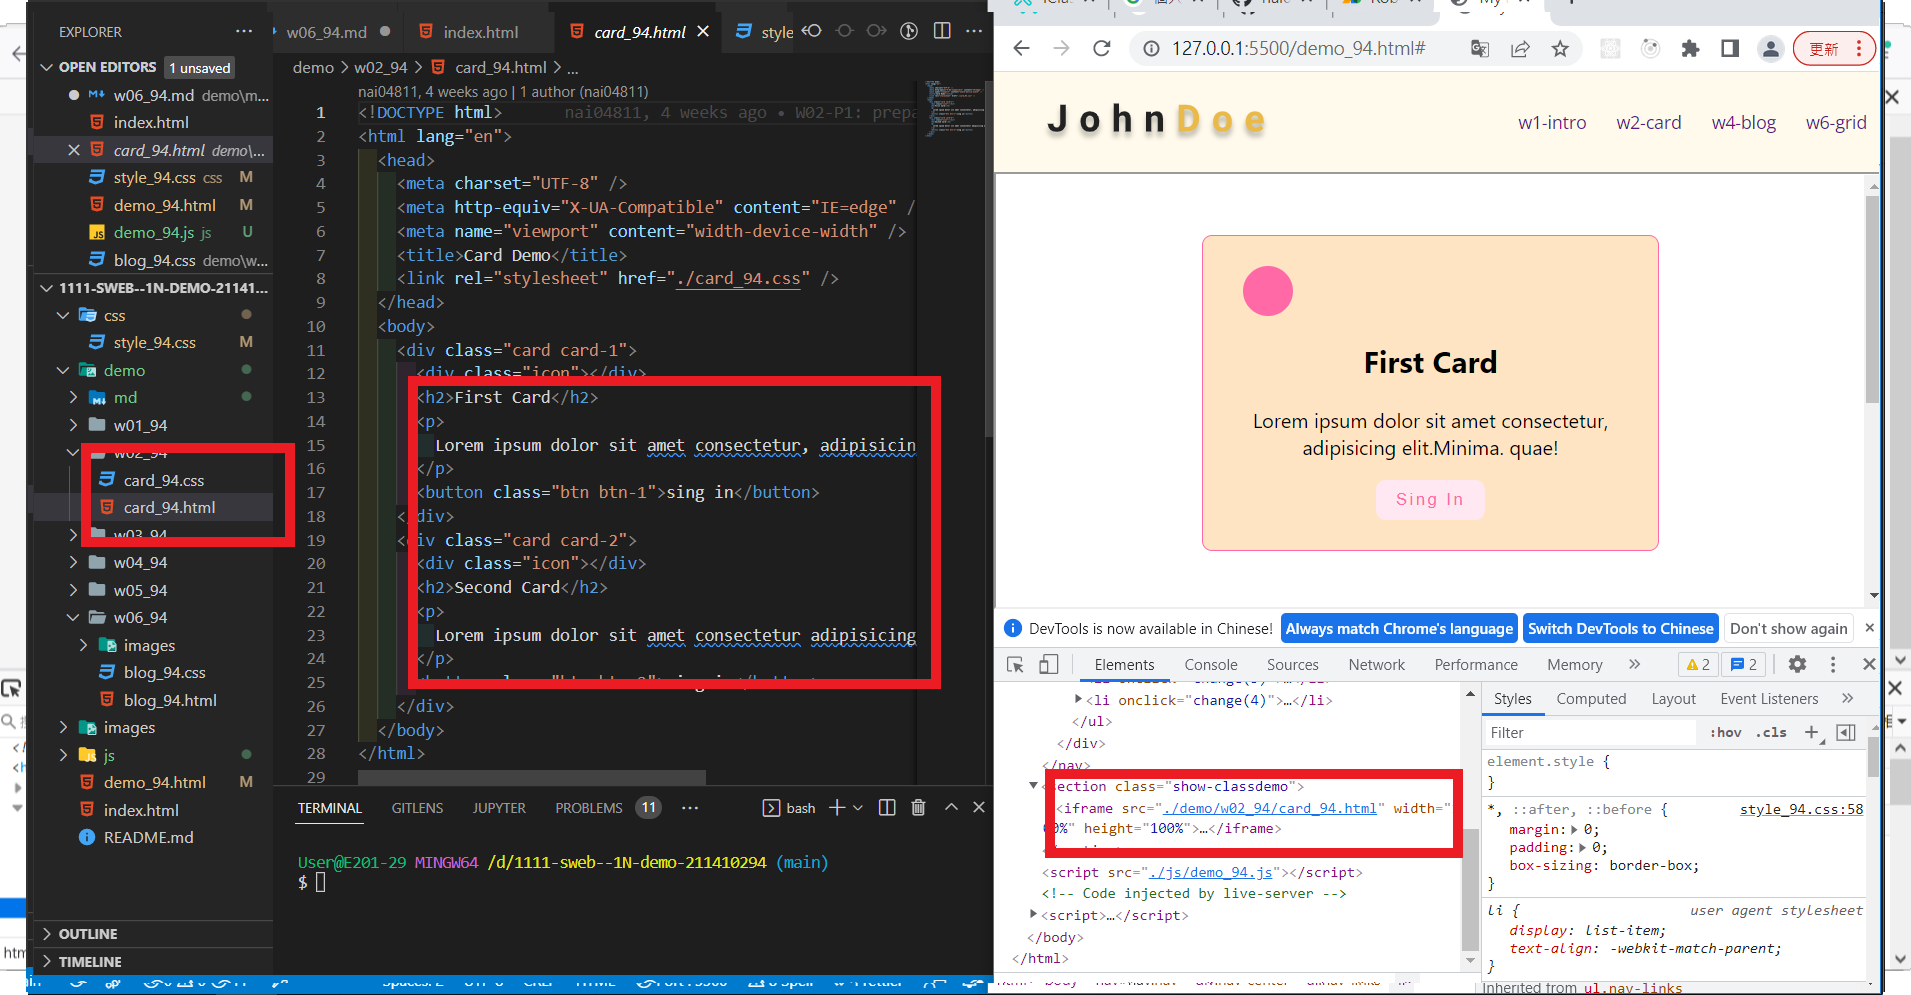 EXPLORER
OPEN EDITORS 1 unsaved
w06_94.md demo\m...
index.html
card_94.html demo\...
style_94.css css M
demo_94.html M
demo_94.js js U
blog_94.css demo\w...
1111-SWEB--1N-DEMO-21141...
css
style_94.css M
demo
md
w01_94
w02_94
card_94.css
card_94.html
w03_94
w04_94
w05_94
w06_94
images
blog_94.css
blog_94.html
images
js
demo_94.html M
index.html
README.md
OUTLINE
TIMELINE
w06_94.md
index.html
card_94.html
style
demo > w02_94 > card_94.html > ...
nai04811, 4 weeks ago | 1 author (nai04811)
1 <!DOCTYPE html> nai04811, 4 weeks ago • W02-P1: prepa
2 <html lang="en">
3 <head>
4 <meta charset="UTF-8" />
5 <meta http-equiv="X-UA-Compatible" content="IE=edge" /
6 <meta name="viewport" content="width-device-width" />
7 <title>Card Demo</title>
8 <link rel="stylesheet" href="./card_94.css" />
9 </head>
10 <body>
11 <div class="card card-1">
12 <div class="icon"></div>
13 <h2>First Card</h2>
14 <p>
15 Lorem ipsum dolor sit amet consectetur, adipisicin
16 </p>
17 <button class="btn btn-1">sing in</button>
18 </div>
19 <div class="card card-2">
20 <div class="icon"></div>
21 <h2>Second Card</h2>
22 <p>
23 Lorem ipsum dolor sit amet consectetur adipisicing
24 </p>
25
26 </div>
27 </body>
28 </html>
29
TERMINAL GITLENS JUPYTER PROBLEMS 11 ... bash
User@E201-29 MINGW64 /d/1111-sweb--1N-demo-211410294 (main)
$
127.0.0.1:5500/demo_94.html#
更新
JohnDoe
w1-intro w2-card w4-blog w6-grid
First Card
Lorem ipsum dolor sit amet consectetur,
adipisicing elit.Minima. quae!
Sing In
DevTools is now available in Chinese! Always match Chrome's language Switch DevTools to Chinese Don't show again
Elements Console Sources Network Performance Memory 2 2
<li onclick="change(4)">…</li>
</ul>
</div>
</nav>
section class="show-classdemo">
<iframe src="./demo/w02_94/card_94.html" width="
0%" height="100%">…</iframe>
<script src="./js/demo_94.js"></script>
<!-- Code injected by live-server -->
<script>…</script>
</body>
</html>
Styles Computed Layout Event Listeners
Filter :hov .cls
element.style {
}
*, ::after, ::before { style_94.css:58
margin: 0;
padding: 0;
box-sizing: border-box;
}
li { user agent stylesheet
display: list-item;
text-align: -webkit-match-parent;
}
Inherited from ul.nav-links